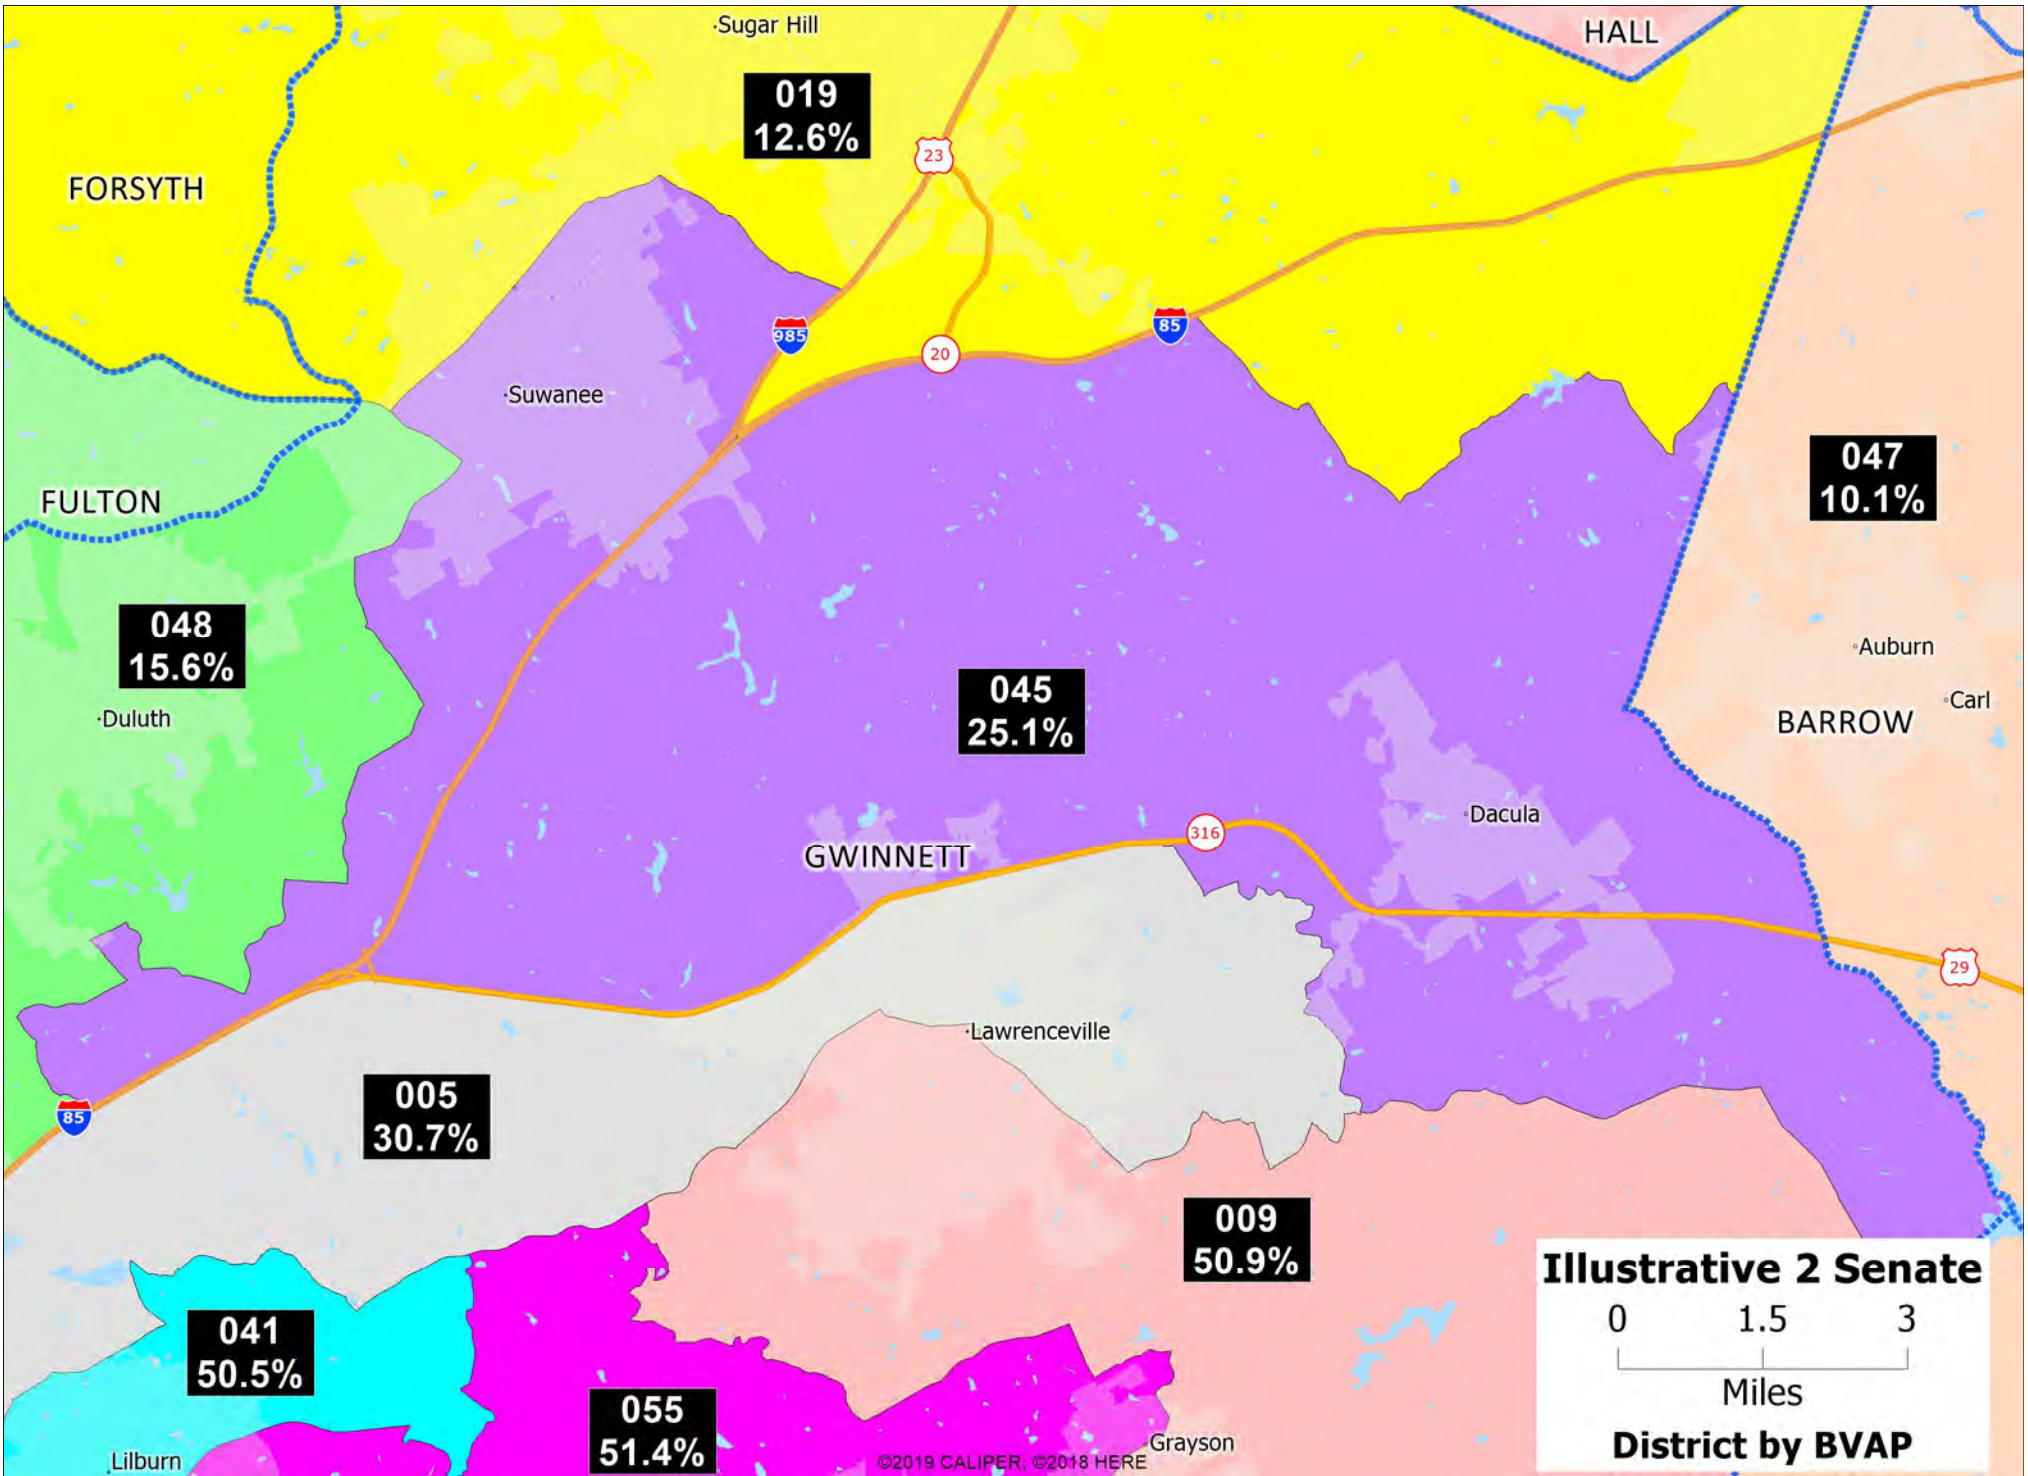 Sugar Hill
HALL
019
12.6%
23
FORSYTH
985
85
20
Suwanee
047
10.1%
FULTON
048
15.6%
Auburn
045
25.1%
Carl
Duluth
BARROW
Dacula
316
GWINNETT
29
Lawrenceville
85
005
30.7%
009
50.9%
Illustrative 2 Senate
0 1.5 3
Miles
District by BVAP
041
50.5%
055
51.4%
Grayson
Lilburn
©2019 CALIPER; ©2018 HERE